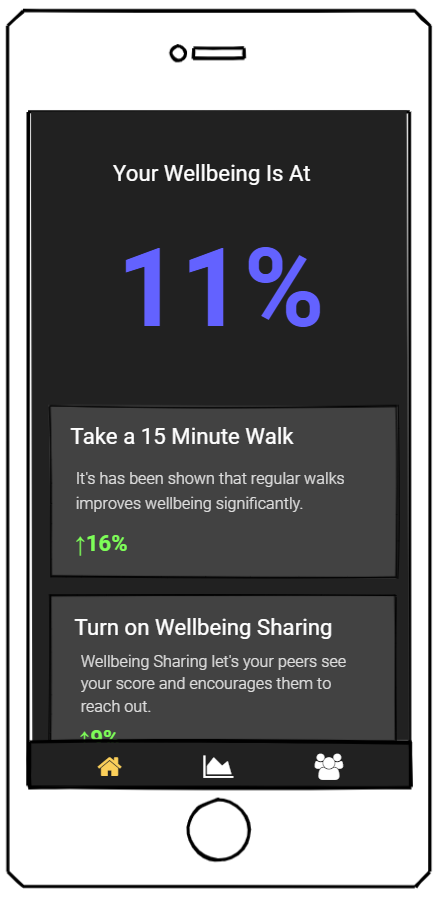 Your Wellbeing Is At
11%
Take a 15 Minute Walk
It's has been shown that regular walks
improves wellbeing significantly.
↑16%
Turn on Wellbeing Sharing
Wellbeing Sharing let's your peers see
your score and encourages them to
reach out.
↑9%